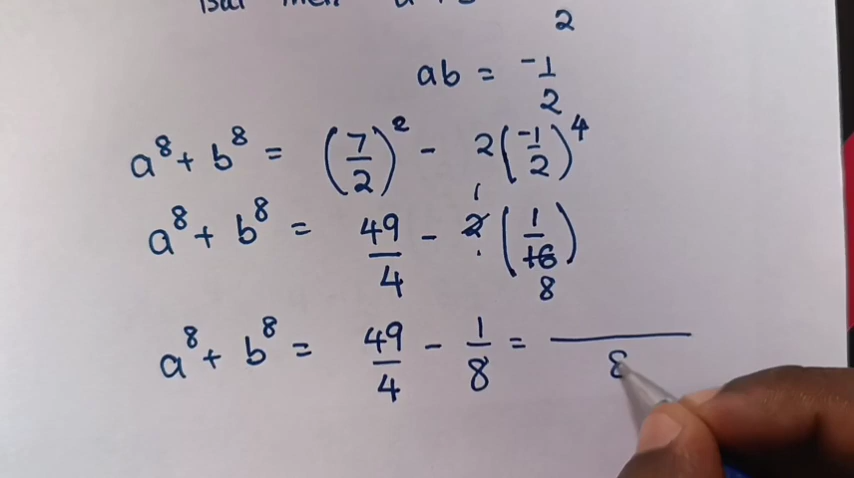 2
ab = -1/2
a⁸ + b⁸ = (7/2)² - 2(-1/2)⁴
a⁸ + b⁸ = 49/4 - 2 1 (1/16) 8
a⁸ + b⁸ = 49/4 - 1/8 = /8